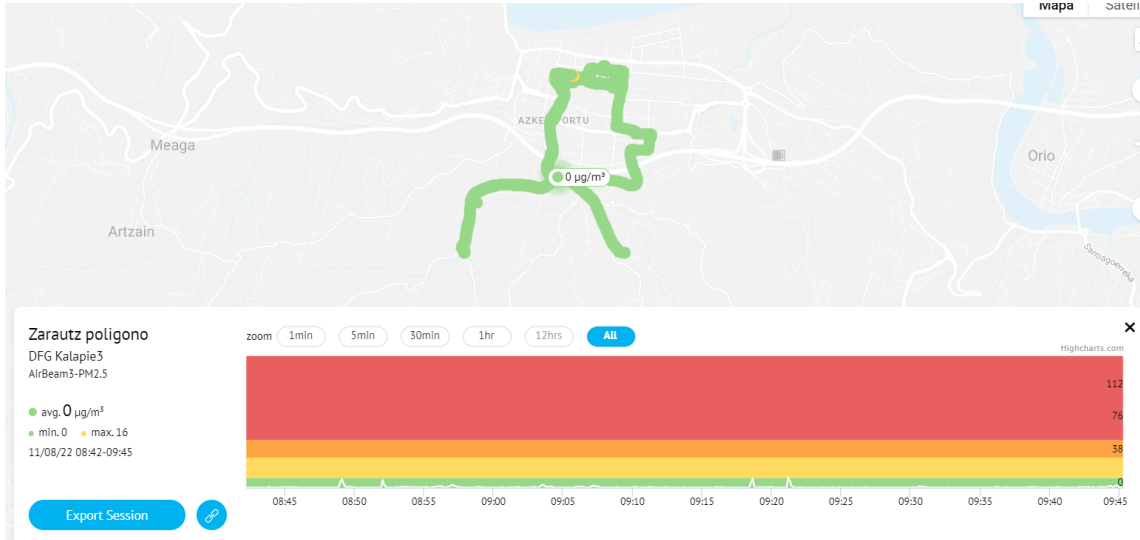 Mapa Satéli
Meaga
AZKE PORTU
Orio
0 µg/m³
Artzain
Santiagoerreka
Zarautz poligono
DFG Kalapie3
AirBeam3-PM2.5
avg. 0 µg/m³
min. 0 max. 16
11/08/22 08:42-09:45
Export Session
zoom 1min 5min 30min 1hr 12hrs All
Highcharts.com
112
76
38
0
08:45 08:50 08:55 09:00 09:05 09:10 09:15 09:20 09:25 09:30 09:35 09:40 09:45